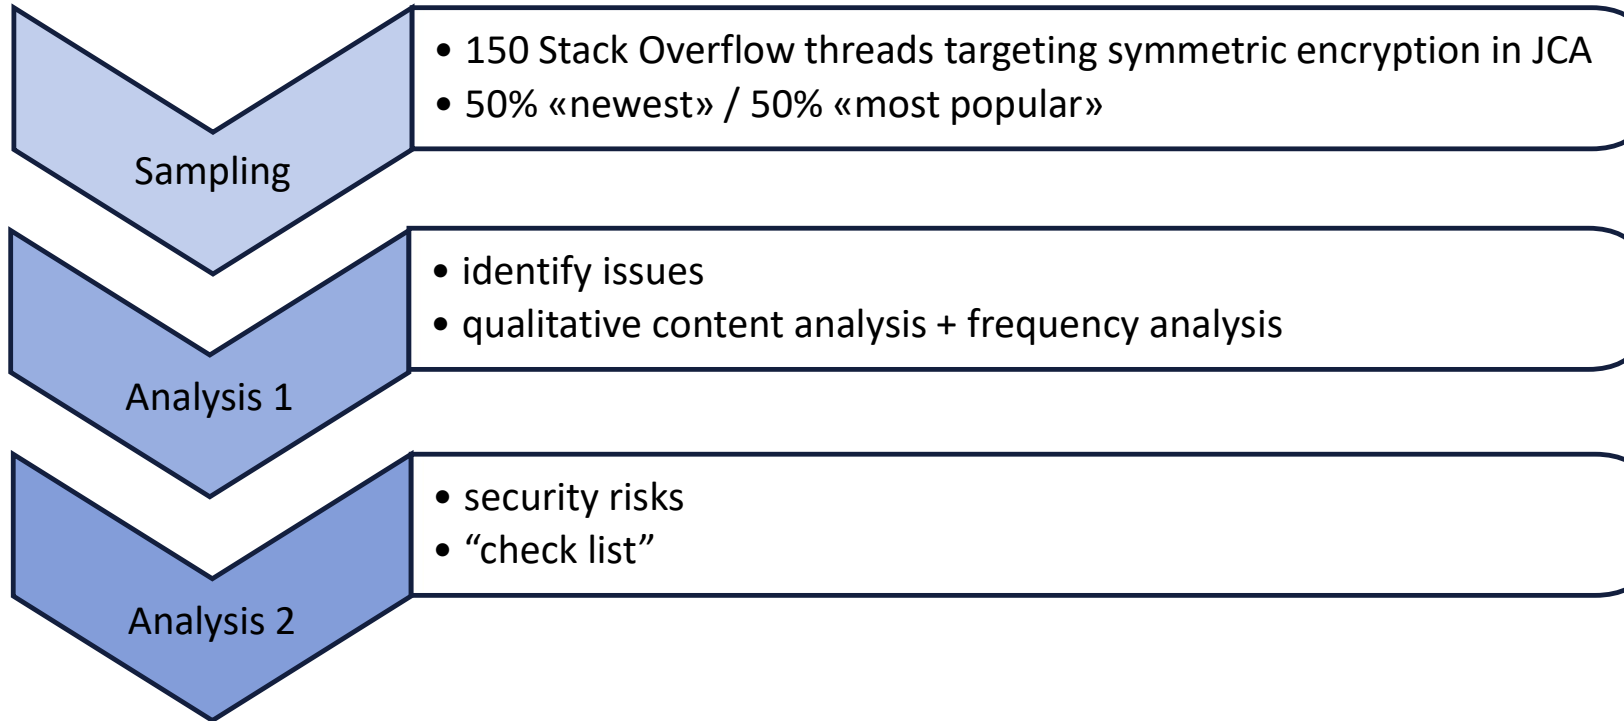 • 150 Stack Overflow threads targeting symmetric encryption in JCA
• 50% «newest» / 50% «most popular»
Sampling
• identify issues
• qualitative content analysis + frequency analysis
Analysis 1
• security risks
• “check list”
Analysis 2